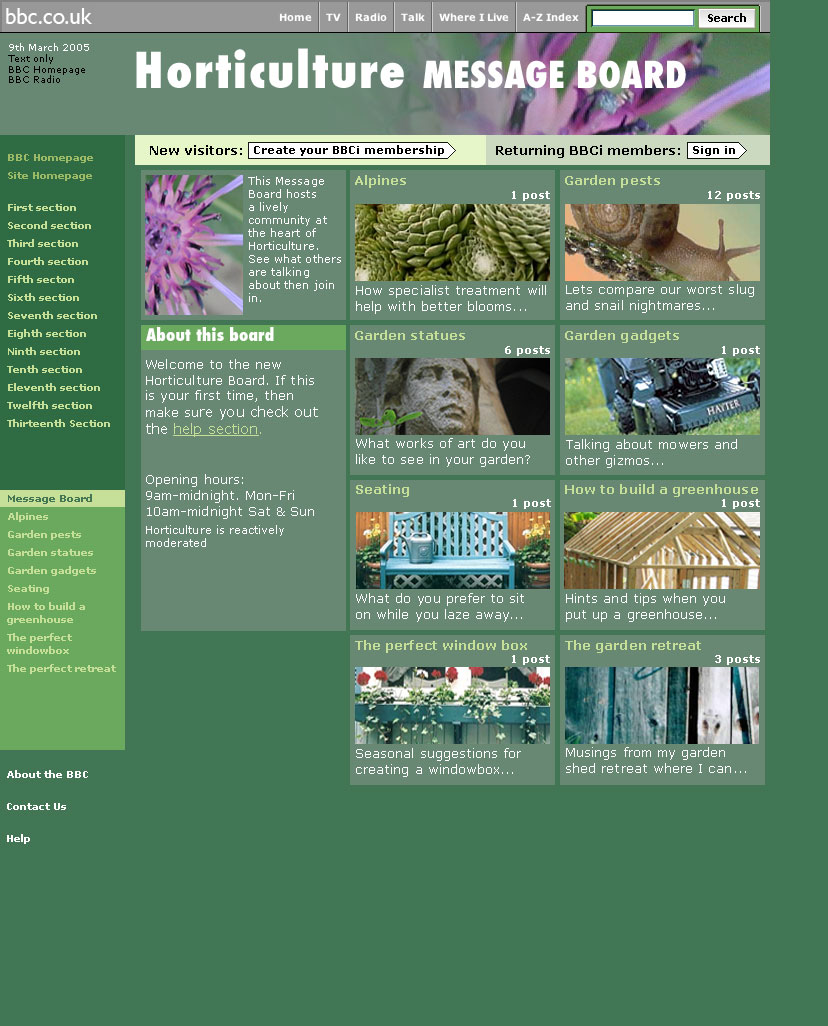 bbc.co.uk
Home
TV
Radio
Talk
Where I Live
A-Z Index
Search
9th March 2005
Text only
BBC Homepage
BBC Radio
Horticulture MESSAGE BOARD
New visitors: Create your BBCi membership
Returning BBCi members: Sign in
BBC Homepage
Site Homepage
First section
Second section
Third section
Fourth section
Fifth secton
Sixth section
Seventh section
Eighth section
Ninth section
Tenth section
Eleventh section
Twelfth section
Thirteenth Section
Message Board
Alpines
Garden pests
Garden statues
Garden gadgets
Seating
How to build a
greenhouse
The perfect
windowbox
The perfect retreat
About the BBC
Contact Us
Help
This Message
Board hosts
a lively
community at
the heart of
Horticulture.
See what others
are talking
about then join
in.
About this board
Welcome to the new
Horticulture Board. If this
is your first time, then
make sure you check out
the help section.
Opening hours:
9am-midnight. Mon-Fri
10am-midnight Sat & Sun
Horticulture is reactively
moderated
Alpines
1 post
How specialist treatment will
help with better blooms...
Garden pests
12 posts
Lets compare our worst slug
and snail nightmares...
Garden statues
6 posts
What works of art do you
like to see in your garden?
Garden gadgets
1 post
HAYTER
Talking about mowers and
other gizmos...
Seating
1 post
What do you prefer to sit
on while you laze away...
How to build a greenhouse
1 post
Hints and tips when you
put up a greenhouse...
The perfect window box
1 post
Seasonal suggestions for
creating a windowbox...
The garden retreat
3 posts
Musings from my garden
shed retreat where I can...